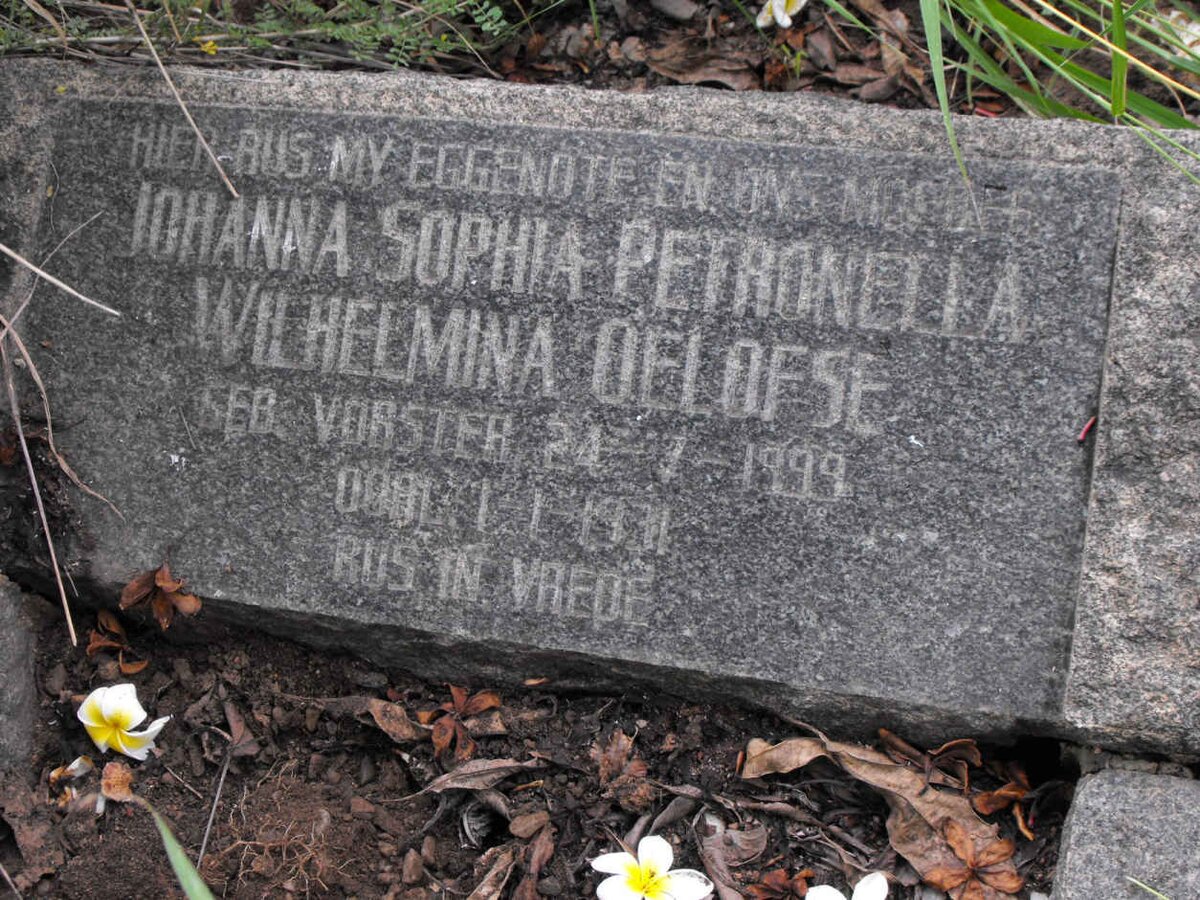 HIER RUS MY EGGENOTE EN ONS MOEDER
JOHANNA SOPHIA PETRONELLA
WILHELMINA OELOFSE
GEB. VORSTER 24-7-1899
OORL. 1-1-1931
RUS IN VREDE